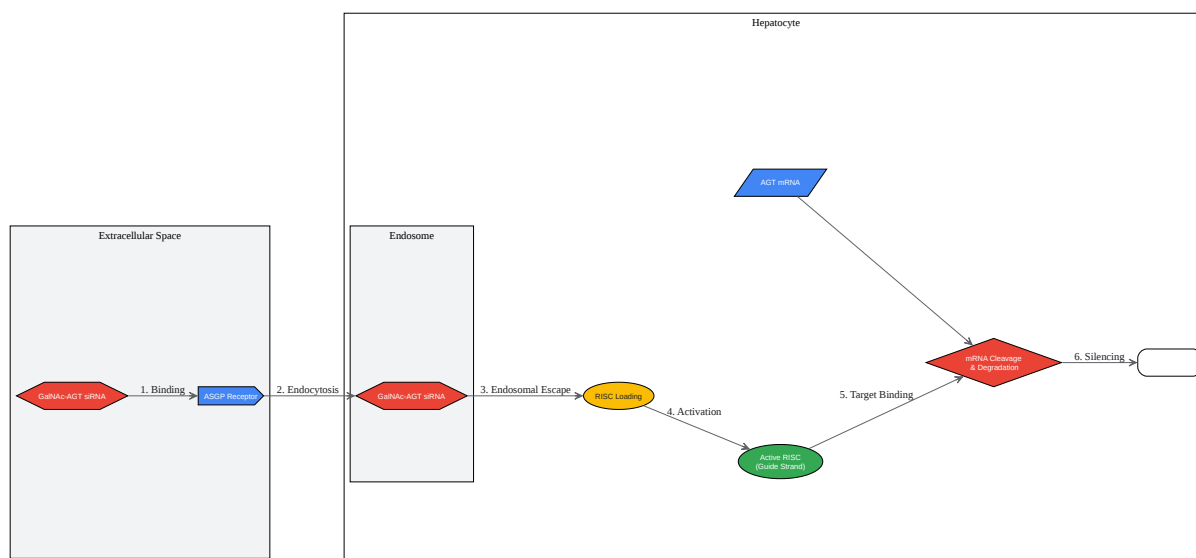 Hepatocyte
AGT mRNA
Extracellular Space
Endosome
GalNAc-AGT siRNA
1. Binding
ASGP Receptor
2. Endocytosis
GalNAc-AGT siRNA
3. Endosomal Escape
RISC Loading
4. Activation
Active RISC
(Guide Strand)
5. Target Binding
mRNA Cleavage
& Degradation
6. Silencing